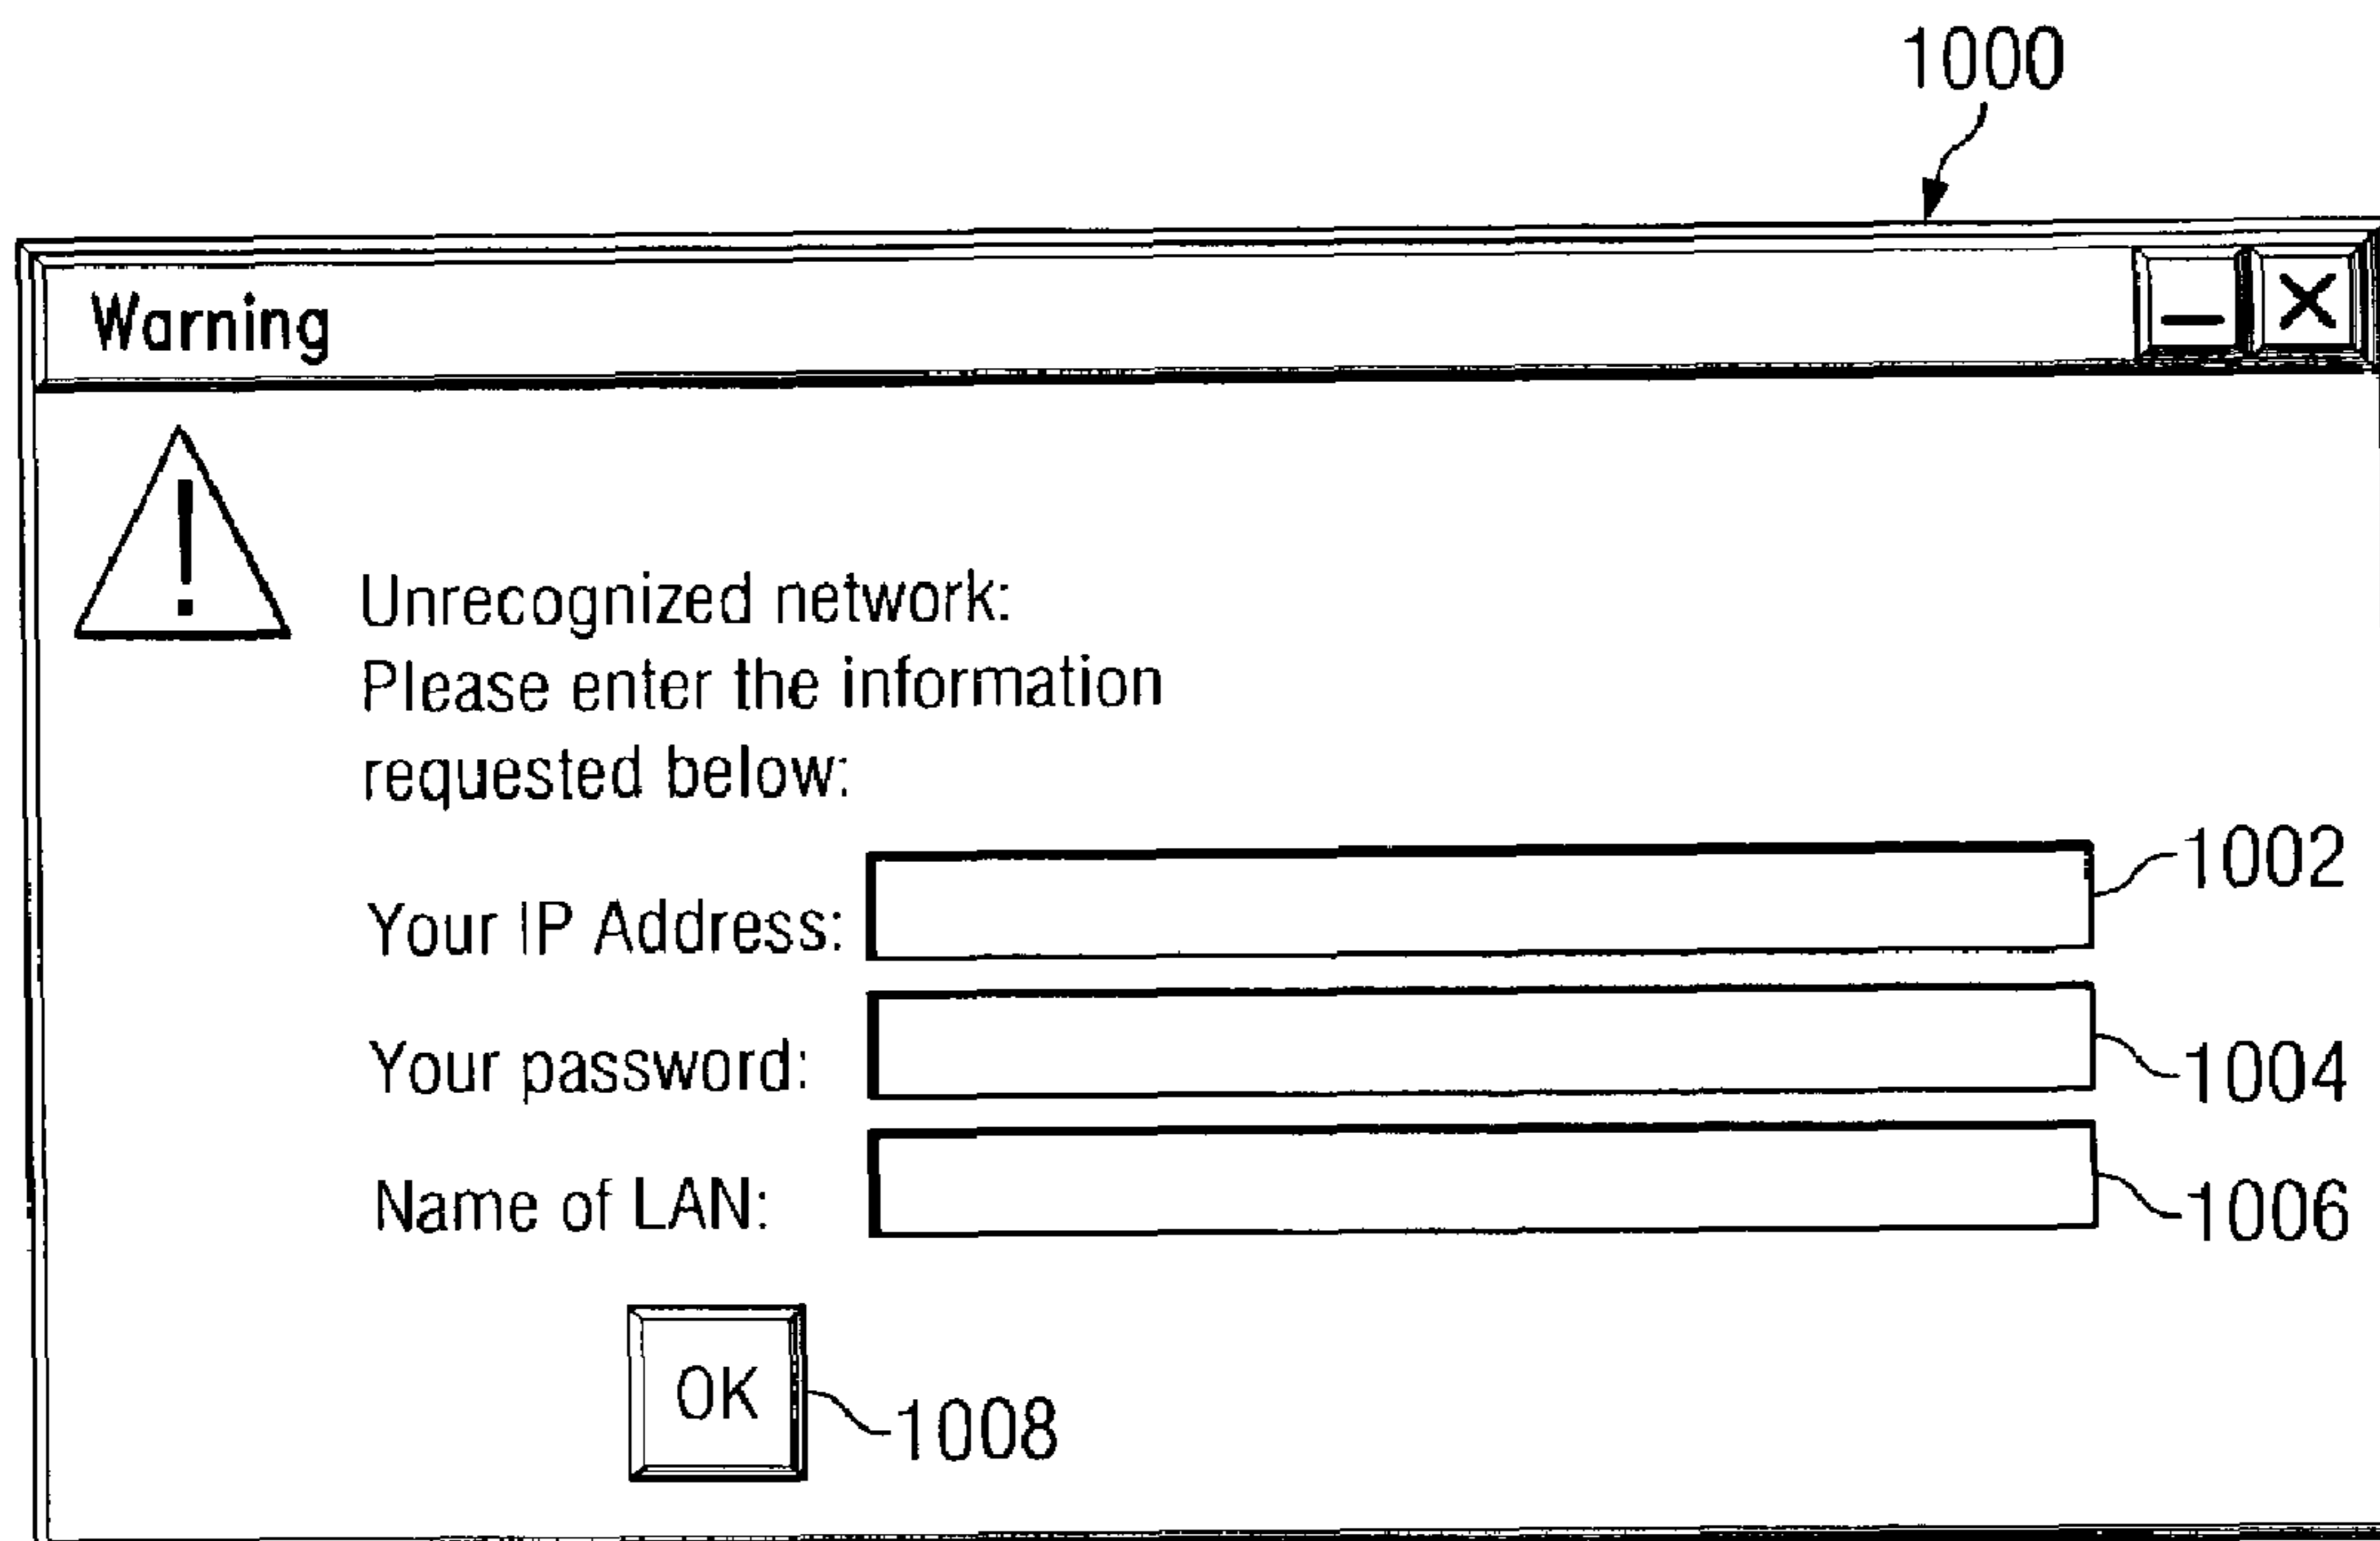 1000
Warning
!
Unrecognized network:
Please enter the information
requested below:
Your IP Address:
1002
Your password:
1004
Name of LAN:
1006
OK
1008